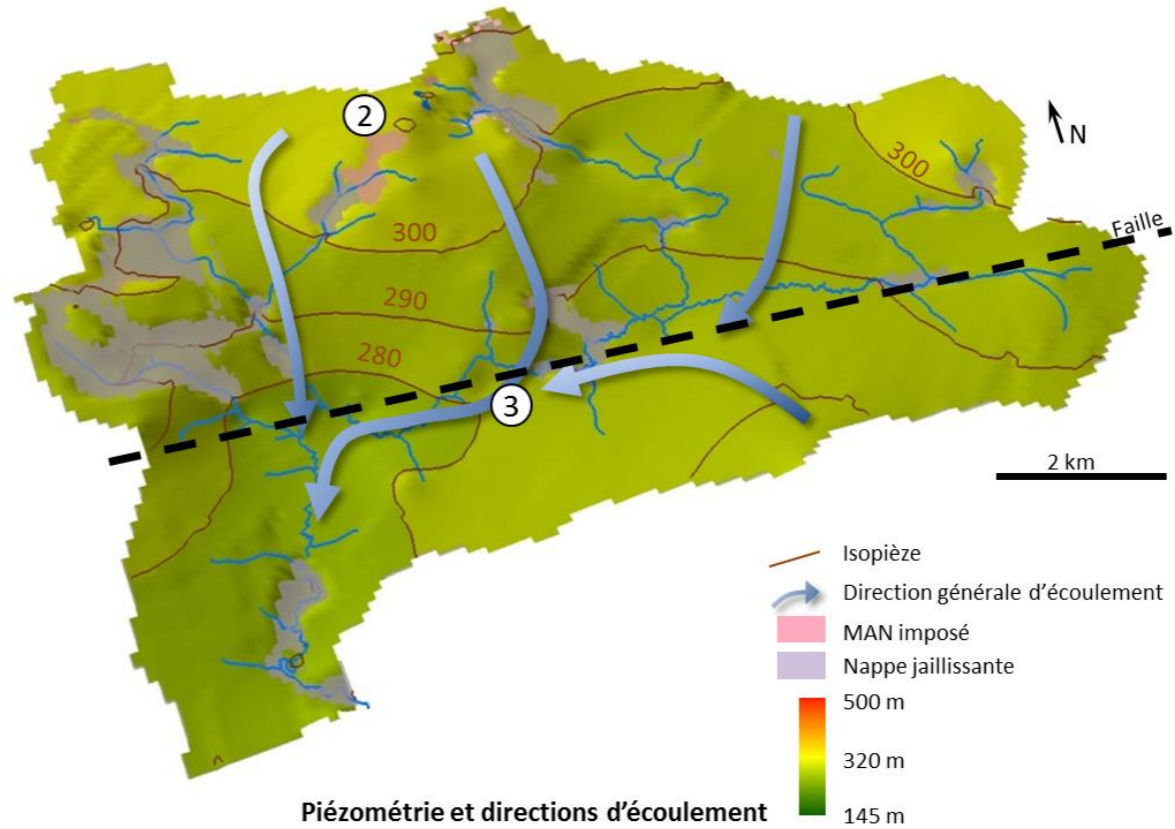 2
N
300
Faille
300
290
280
3
2 km
Isopièze
Direction générale d'écoulement
MAN imposé
Nappe jaillissante
500 m
320 m
145 m
Piézométrie et directions d'écoulement